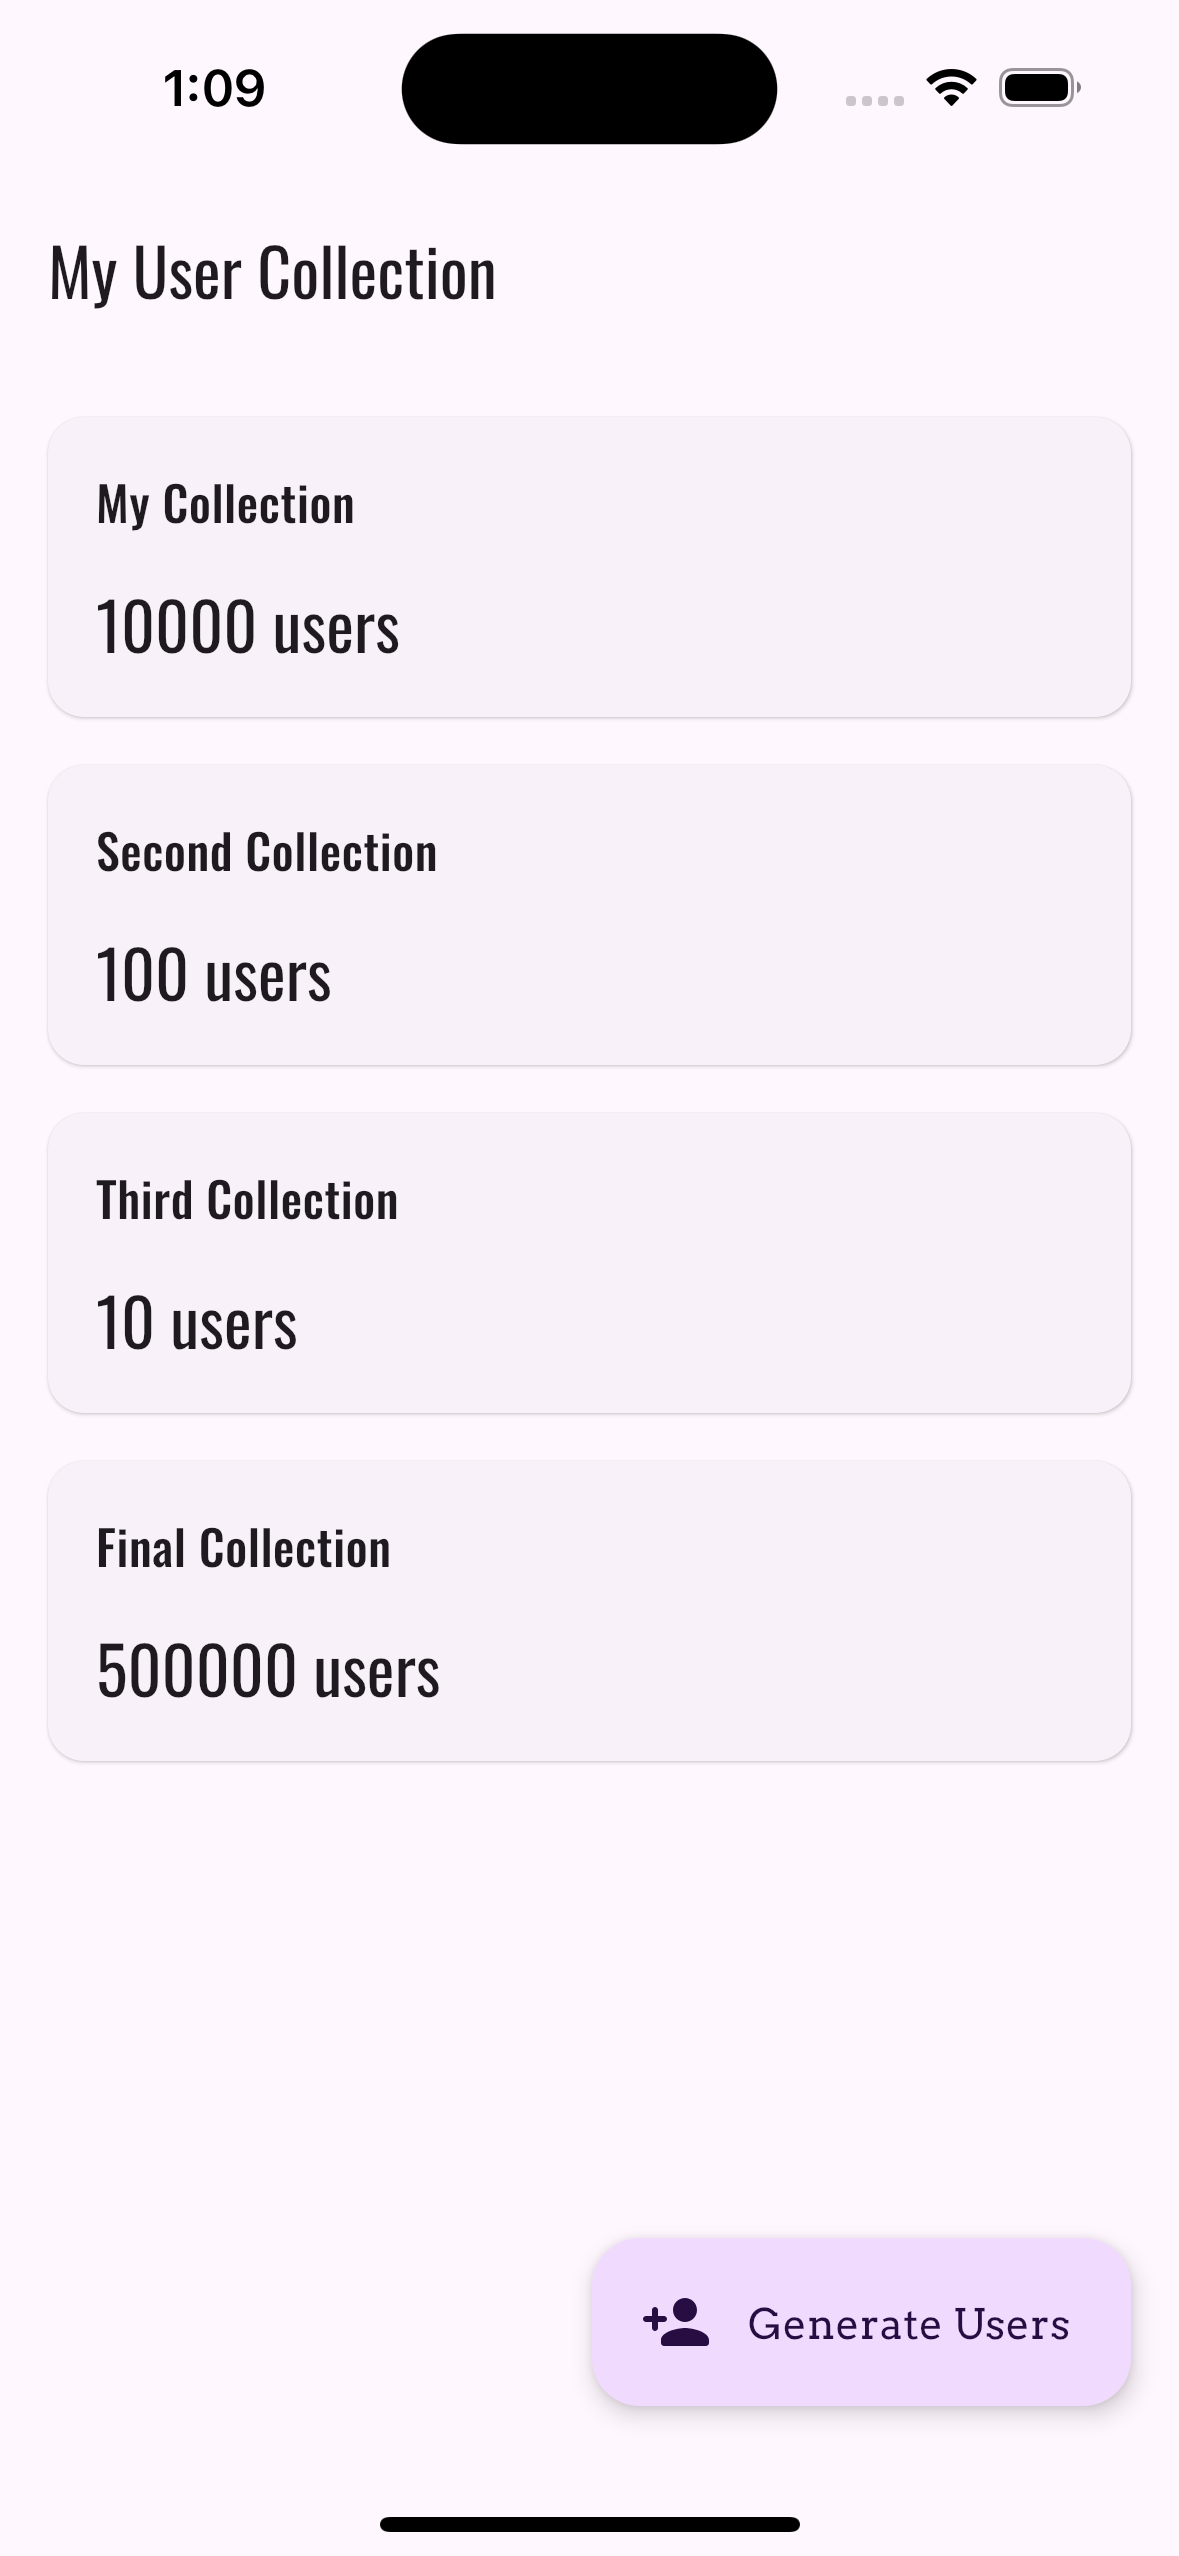 1:09
My User Collection
My Collection
10000 users
Second Collection
100 users
Third Collection
10 users
Final Collection
500000 users
Generate Users